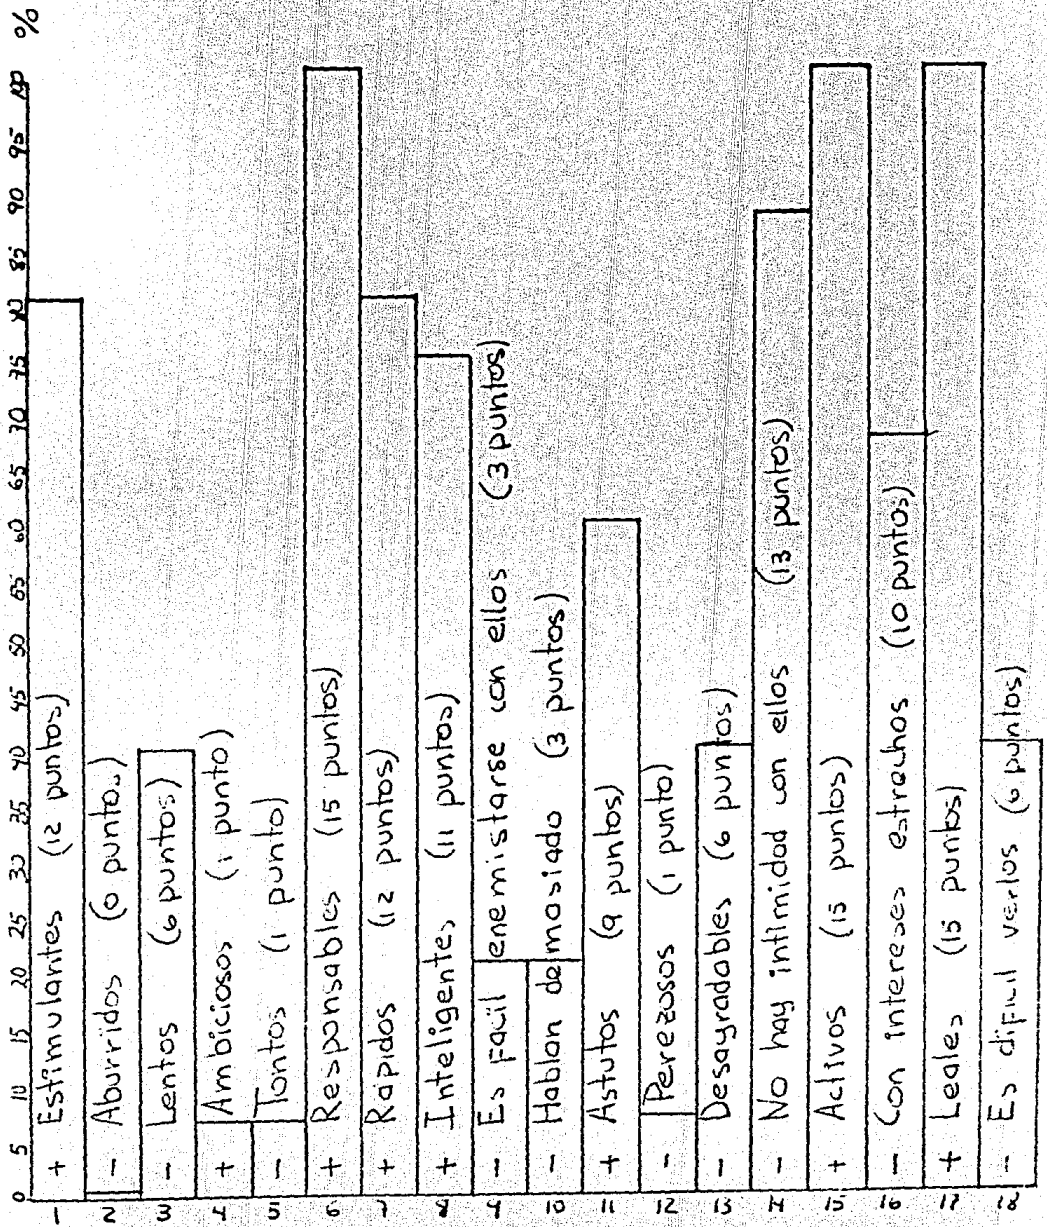 0 5 10 15 20 25 30 35 40 45 50 65 60 65 70 75 80 85 90 95 100 %
1 + Estimulantes (12 puntos)
2 - Aburridos (0 puntos)
3 - Lentos (6 puntos)
4 + Ambiciosos (1 punto)
5 - Tontos (1 punto)
6 + Responsables (15 puntos)
7 + Rapidos (12 puntos)
8 + Inteligentes (11 puntos)
9 - Es facil enemistarse con ellos (3 puntos)
10 - Hablan demasiado (3 puntos)
11 + Astutos (9 puntos)
12 - Perezosos (1 punto)
13 - Desagradables (6 puntos)
14 - No hay intimidad con ellos (13 puntos)
15 + Activos (15 puntos)
16 - Con intereses estrechos (10 puntos)
17 + Leales (15 puntos)
18 - Es dificil verlos (6 puntos)